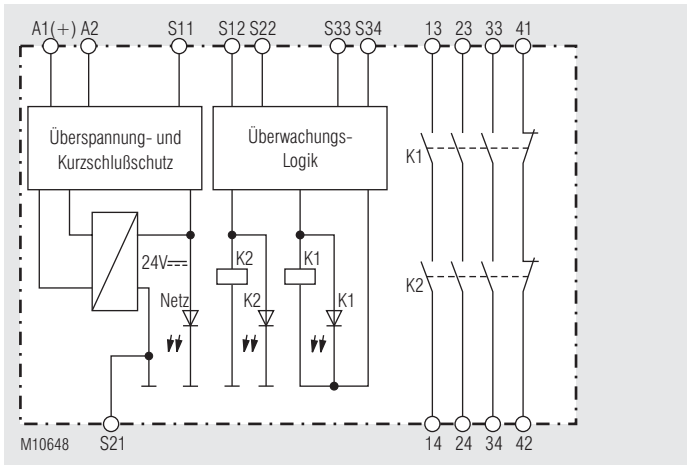 A1(+) A2 S11 S12 S22 S33 S34 13 23 33 41
Überspannung- und
Kurzschlußschutz
Überwachungs-
Logik
K1
24V
K2 K1
K2
Netz K2 K1
M10648 S21 14 24 34 42